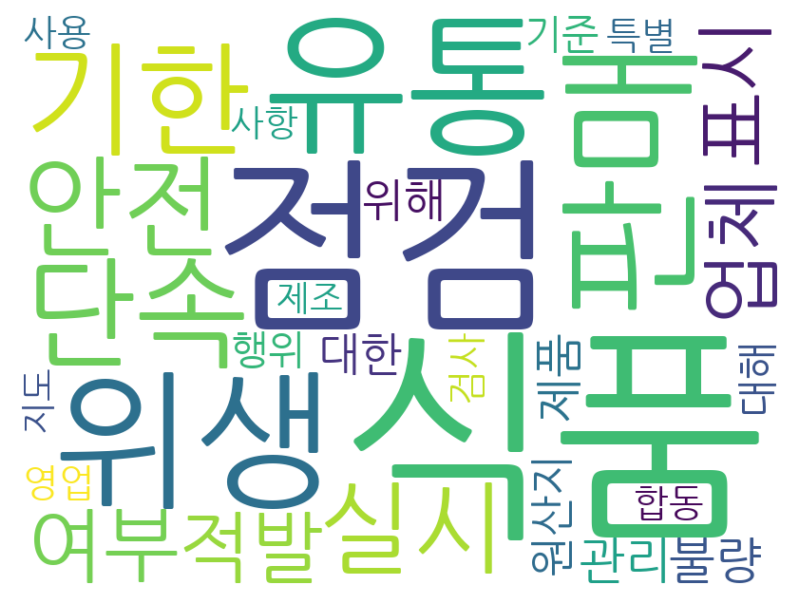 사용
기한
유통
기준
특별
표시
사항
판매
안전
점검
위해
업체
단속
제조
행위
대한
식품
검사
제품
대해
지도
위생
영업
여부
적발
실시
원산지
합동
관리
불량